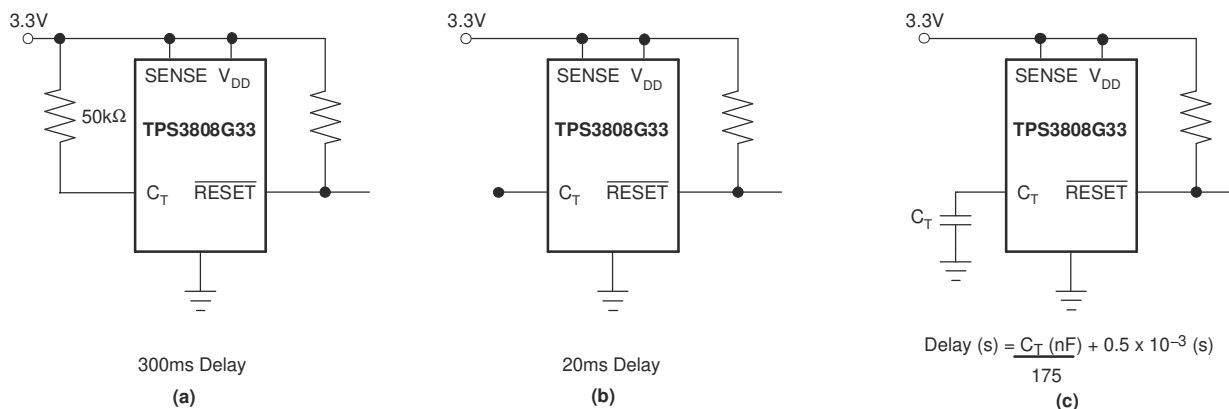 3.3V
SENSE V_DD
50kΩ
TPS3808G33
C_T RESET
300ms Delay
(a)
3.3V
SENSE V_DD
TPS3808G33
C_T RESET
20ms Delay
(b)
3.3V
SENSE V_DD
TPS3808G33
C_T RESET
C_T
Delay (s) = C_T (nF) + 0.5 x 10⁻³ (s)
175
(c)